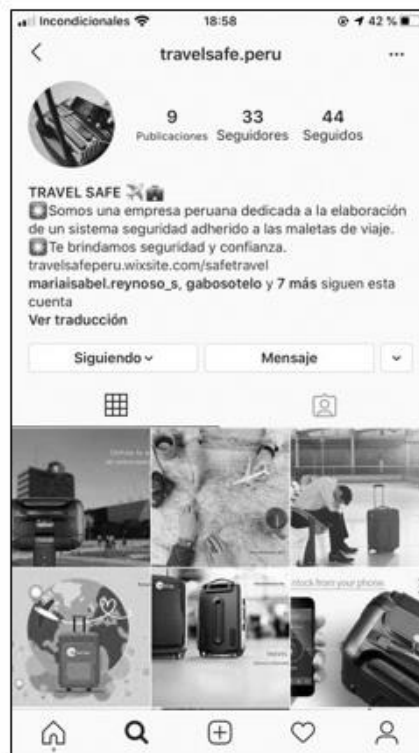 Incondicionales 18:58 42 %
travelsafe.peru
9 33 44
Publicaciones Seguidores Seguidos
TRAVEL SAFE
Somos una empresa peruana dedicada a la elaboración
de un sistema seguridad adherido a las maletas de viaje.
Te brindamos seguridad y confianza.
travelsafeperu.wixsite.com/safetravel
mariaisabel.reynoso_s, gabosotelo y 7 más siguen esta
cuenta
Ver traducción
Siguiendo Mensaje
from your phone